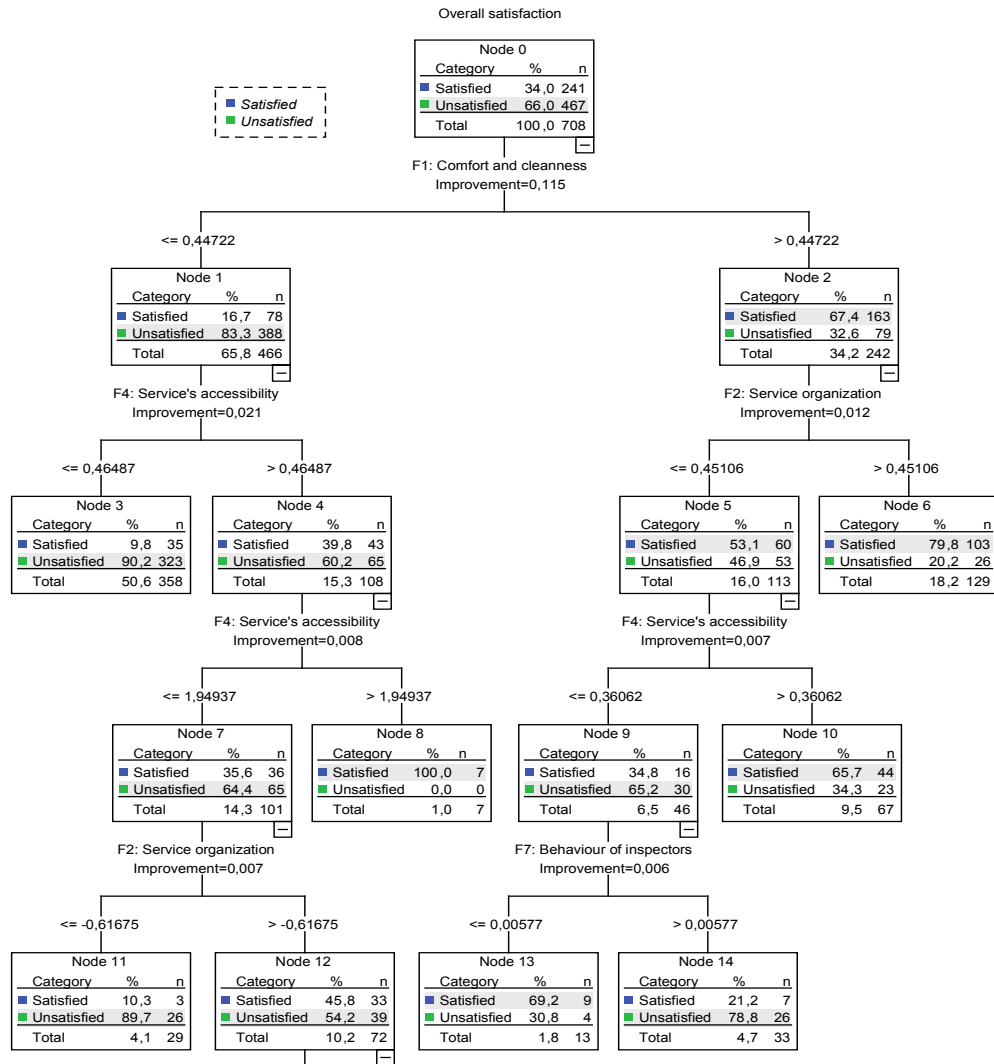 Overall satisfaction
Satisfied
Unsatisfied
Node 0
Category % n
Satisfied 34,0 241
Unsatisfied 66,0 467
Total 100,0 708
F1: Comfort and cleanness
Improvement=0,115
<= 0,44722 > 0,44722
Node 1
Category % n
Satisfied 16,7 78
Unsatisfied 83,3 388
Total 65,8 466
Node 2
Category % n
Satisfied 67,4 163
Unsatisfied 32,6 79
Total 34,2 242
F4: Service's accessibility
Improvement=0,021
F2: Service organization
Improvement=0,012
<= 0,46487 > 0,46487 <= 0,45106 > 0,45106
Node 3
Category % n
Satisfied 9,8 35
Unsatisfied 90,2 323
Total 50,6 358
Node 4
Category % n
Satisfied 39,8 43
Unsatisfied 60,2 65
Total 15,3 108
Node 5
Category % n
Satisfied 53,1 60
Unsatisfied 46,9 53
Total 16,0 113
Node 6
Category % n
Satisfied 79,8 103
Unsatisfied 20,2 26
Total 18,2 129
F4: Service's accessibility
Improvement=0,008
F4: Service's accessibility
Improvement=0,007
<= 1,94937 > 1,94937 <= 0,36062 > 0,36062
Node 7
Category % n
Satisfied 35,6 36
Unsatisfied 64,4 65
Total 14,3 101
Node 8
Category % n
Satisfied 100,0 7
Unsatisfied 0,0 0
Total 1,0 7
Node 9
Category % n
Satisfied 34,8 16
Unsatisfied 65,2 30
Total 6,5 46
Node 10
Category % n
Satisfied 65,7 44
Unsatisfied 34,3 23
Total 9,5 67
F2: Service organization
Improvement=0,007
F7: Behaviour of inspectors
Improvement=0,006
<= -0,61675 > -0,61675 <= 0,00577 > 0,00577
Node 11
Category % n
Satisfied 10,3 3
Unsatisfied 89,7 26
Total 4,1 29
Node 12
Category % n
Satisfied 45,8 33
Unsatisfied 54,2 39
Total 10,2 72
Node 13
Category % n
Satisfied 69,2 9
Unsatisfied 30,8 4
Total 1,8 13
Node 14
Category % n
Satisfied 21,2 7
Unsatisfied 78,8 26
Total 4,7 33